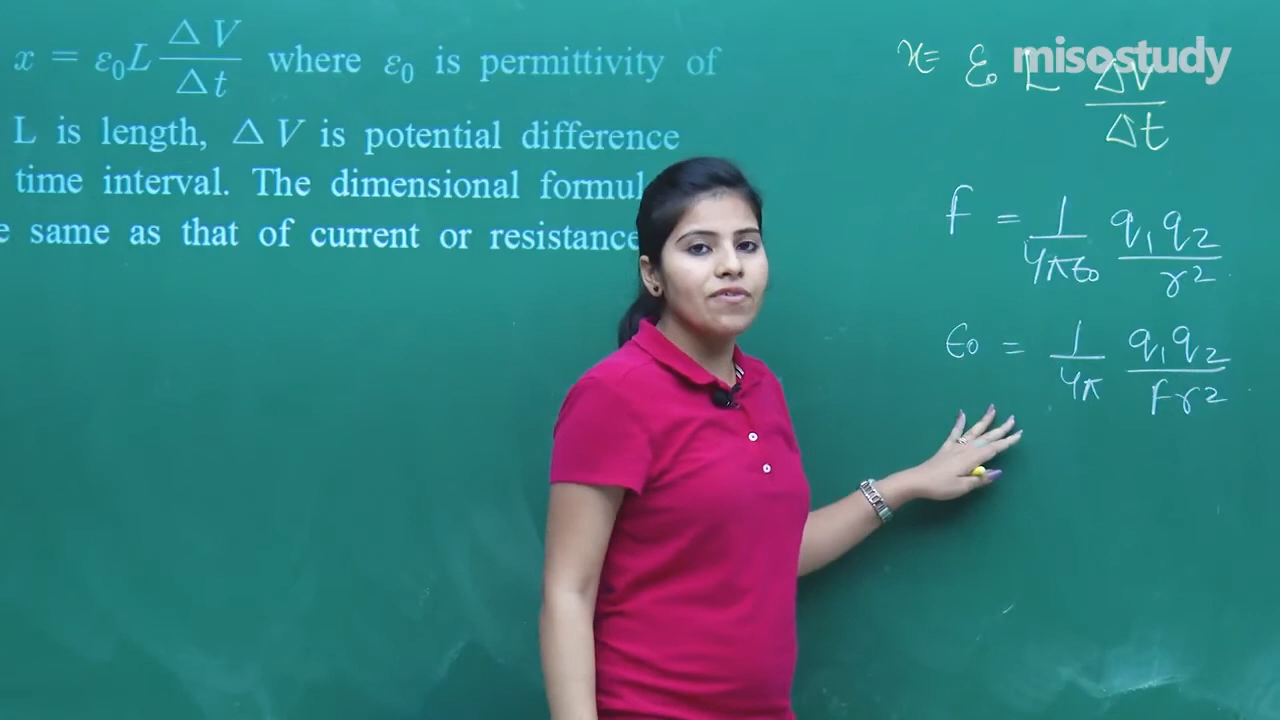 x = ε₀L ΔV/Δt where ε₀ is permittivity of
L is length, ΔV is potential difference
time interval. The dimensional formul
e same as that of current or resistance
misostudy
x = ε₀ L ΔV/Δt
F = 1/4πε₀ q₁q₂/r²
ε₀ = 1/4π q₁q₂/Fr²